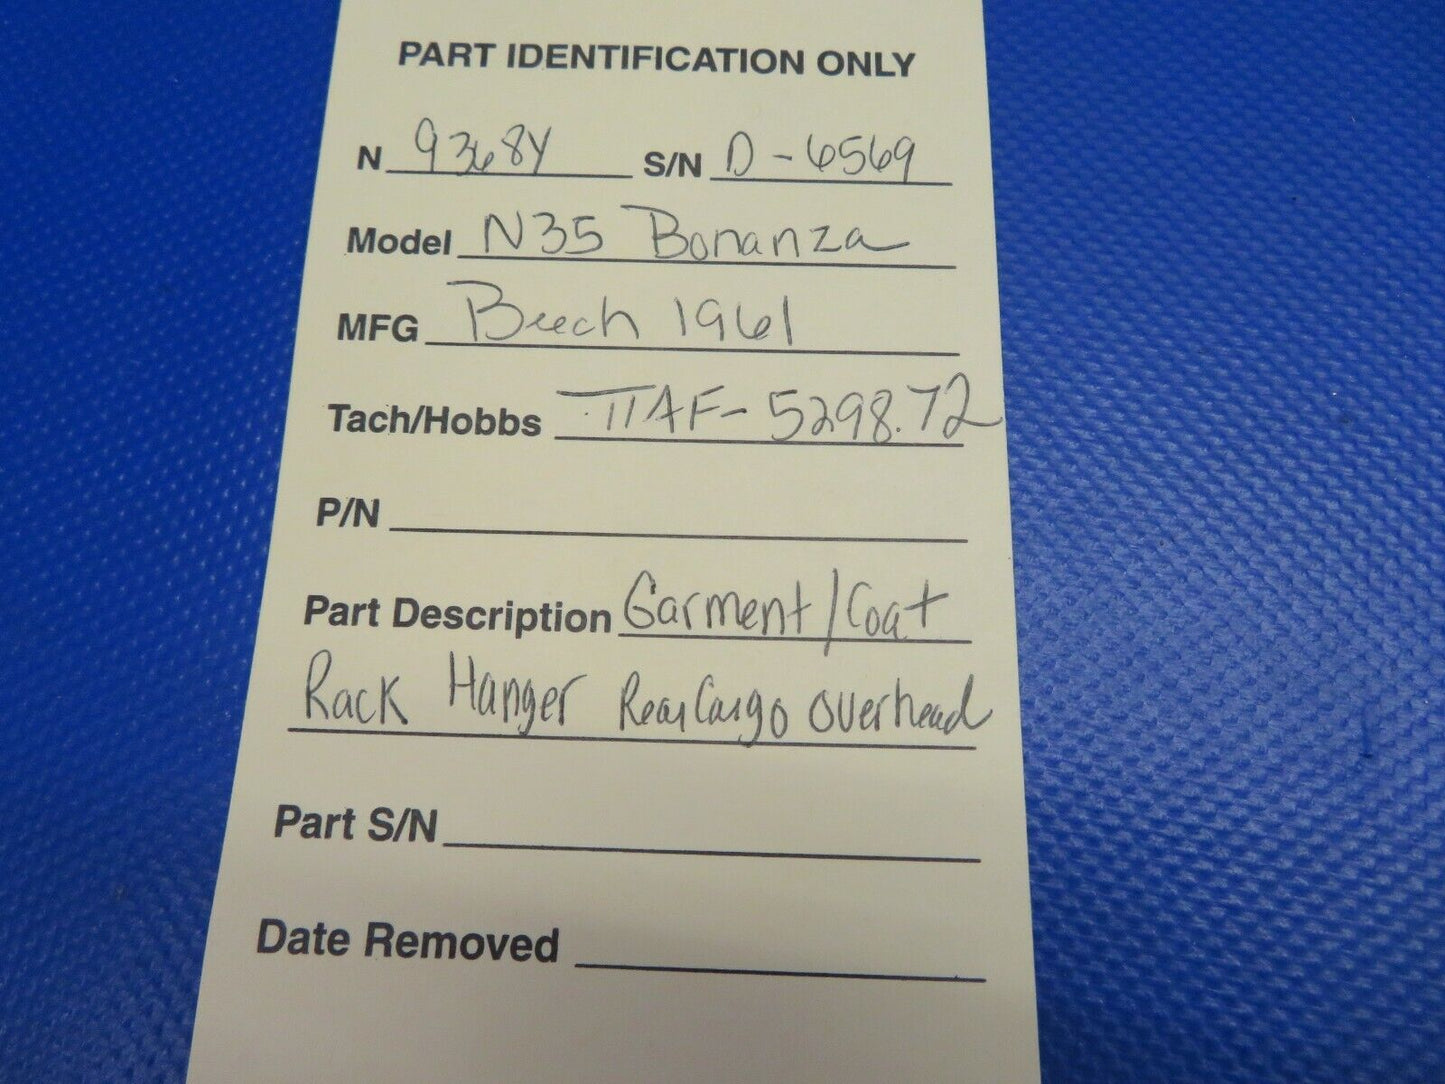 PART IDENTIFICATION ONLY
N 9368Y S/N D-6569
Model N35 Bonanza
MFG Beech 1961
Tach/Hobbs TTAF-5298.72
P/N
Part Description Garment/Coat
Rack Hanger Rear Cargo overhead
Part S/N
Date Removed